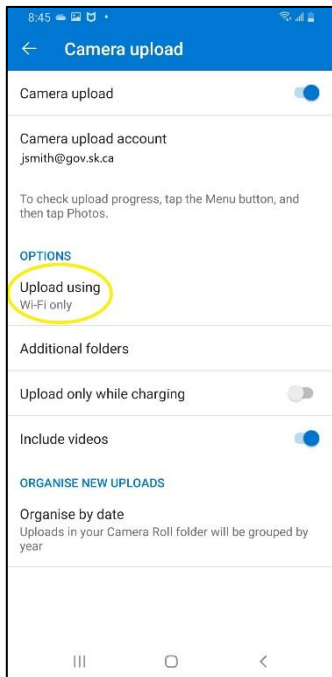 8:45
Camera upload
Camera upload
Camera upload account
jsmith@gov.sk.ca
To check upload progress, tap the Menu button, and
then tap Photos.
OPTIONS
Upload using
Wi-Fi only
Additional folders
Upload only while charging
Include videos
ORGANISE NEW UPLOADS
Organise by date
Uploads in your Camera Roll folder will be grouped by
year